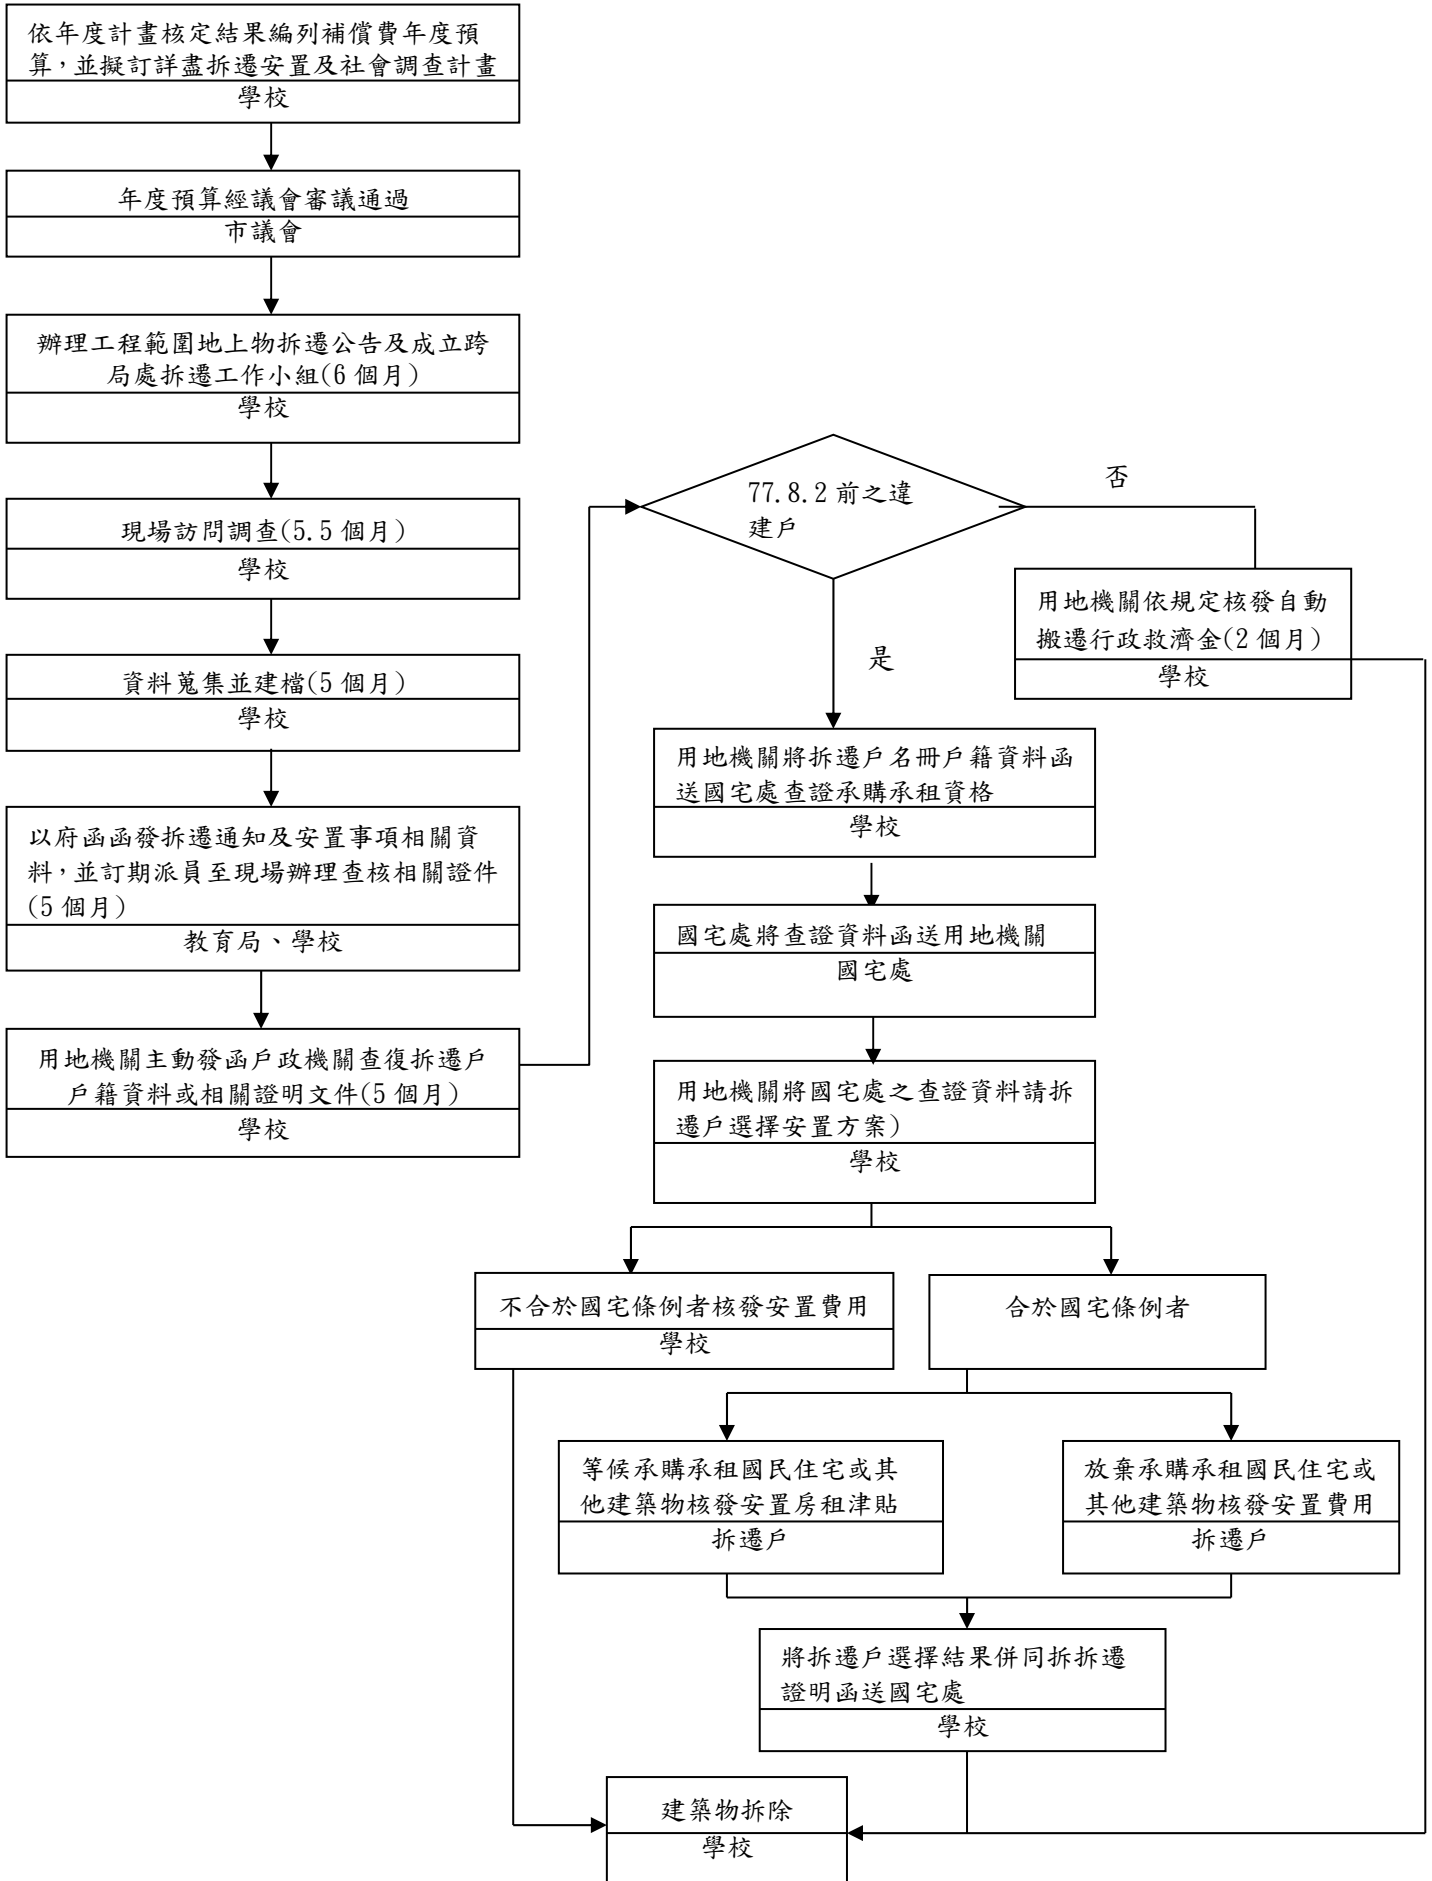 依年度計畫核定結果編列補償費年度預
算，並擬訂詳盡拆遷安置及社會調查計畫
學校
年度預算經議會審議通過
市議會
辦理工程範圍地上物拆遷公告及成立跨
局處拆遷工作小組(6 個月)
學校
現場訪問調查(5.5 個月)
學校
資料蒐集並建檔(5 個月)
學校
以府函函發拆遷通知及安置事項相關資
料，並訂期派員至現場辦理查核相關證件
(5 個月)
教育局、學校
用地機關主動發函戶政機關查復拆遷戶
戶籍資料或相關證明文件(5 個月)
學校
77.8.2 前之違
建戶
否
是
用地機關依規定核發自動
搬遷行政救濟金(2 個月)
學校
用地機關將拆遷戶名冊戶籍資料函
送國宅處查證承購承租資格
學校
國宅處將查證資料函送用地機關
國宅處
用地機關將國宅處之查證資料請拆
遷戶選擇安置方案)
學校
不合於國宅條例者核發安置費用
學校
合於國宅條例者
等候承購承租國民住宅或其
他建築物核發安置房租津貼
拆遷戶
放棄承購承租國民住宅或
其他建築物核發安置費用
拆遷戶
將拆遷戶選擇結果併同拆拆遷
證明函送國宅處
學校
建築物拆除
學校